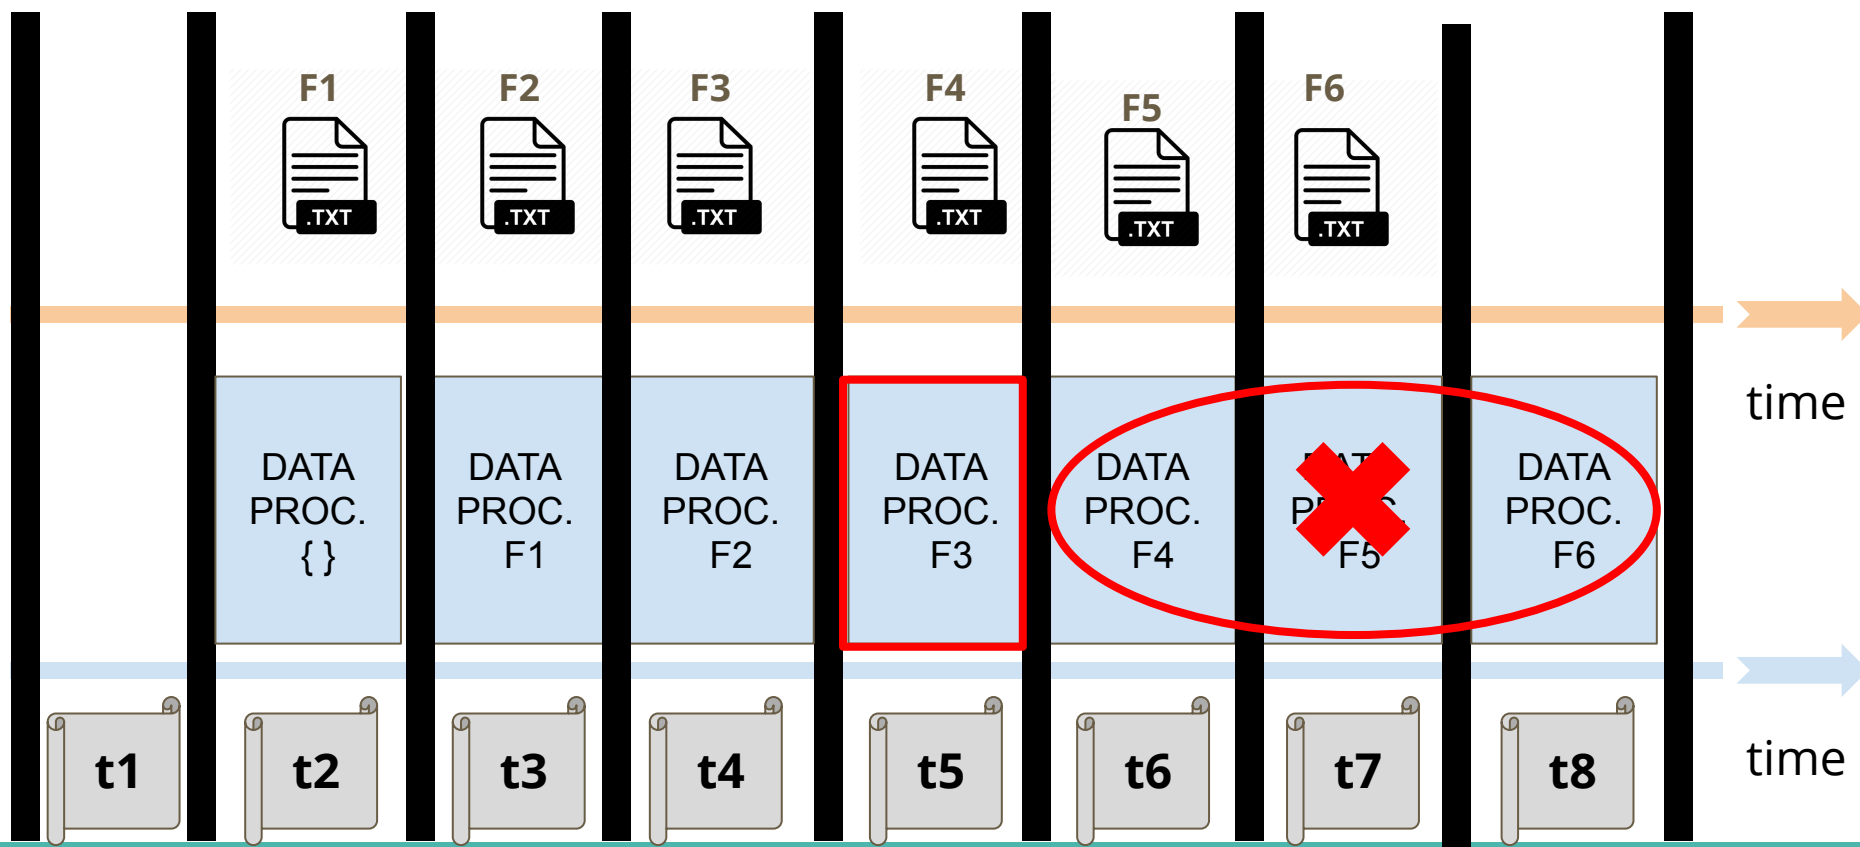 F1
F2
F3
F4
F5
F6
.TXT
.TXT
.TXT
.TXT
.TXT
.TXT
time
DATA
PROC.
{ }
DATA
PROC.
F1
DATA
PROC.
F2
DATA
PROC.
F3
DATA
PROC.
F4
F5
DATA
PROC.
F6
t1
t2
t3
t4
t5
t6
t7
t8
time